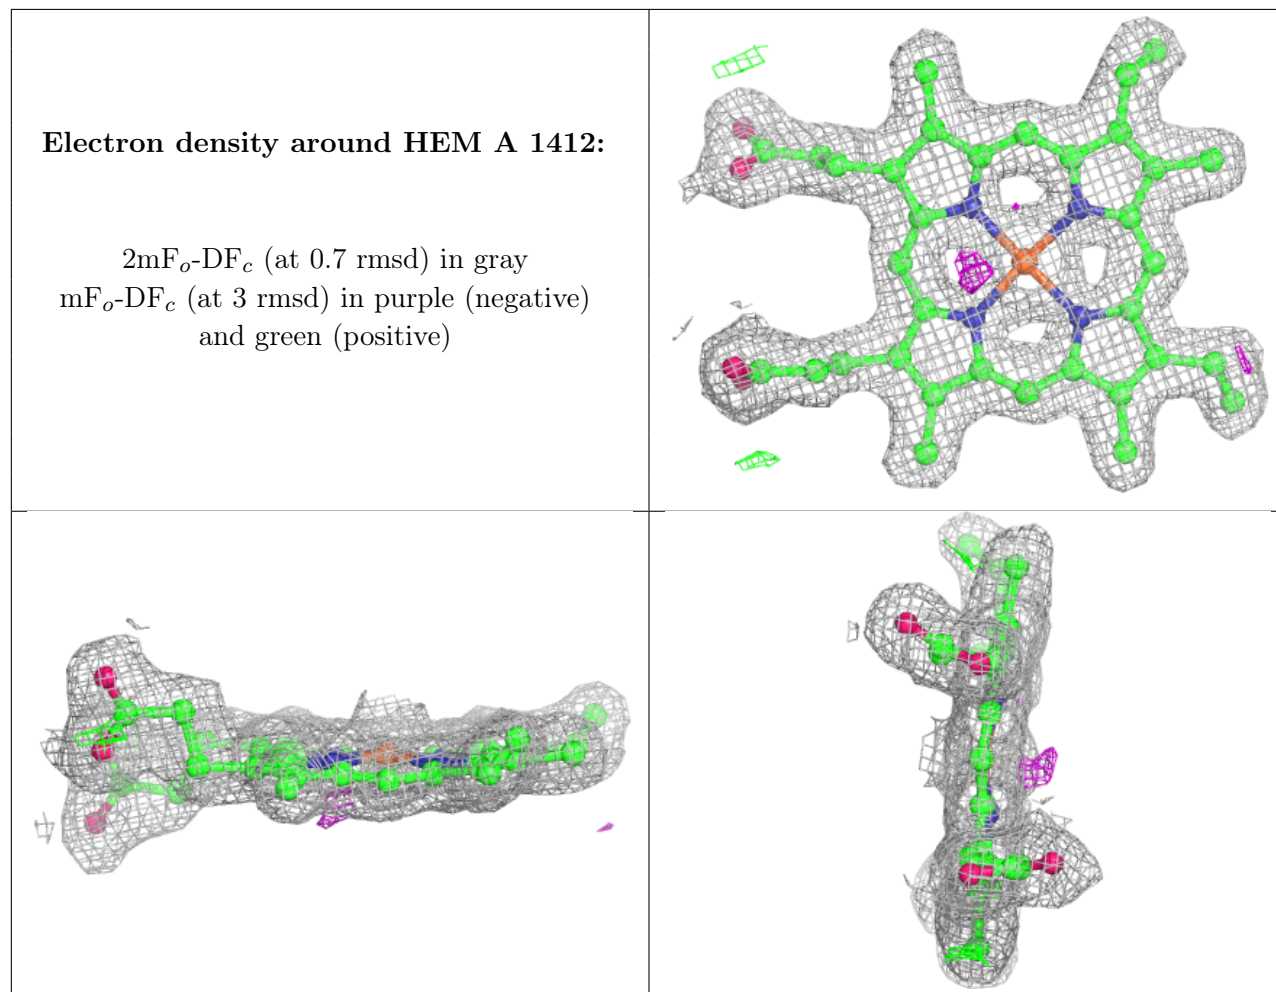 Electron density around HEM A 1412:
2mFₒ-DF𝒸 (at 0.7 rmsd) in gray
mFₒ-DF𝒸 (at 3 rmsd) in purple (negative)
and green (positive)